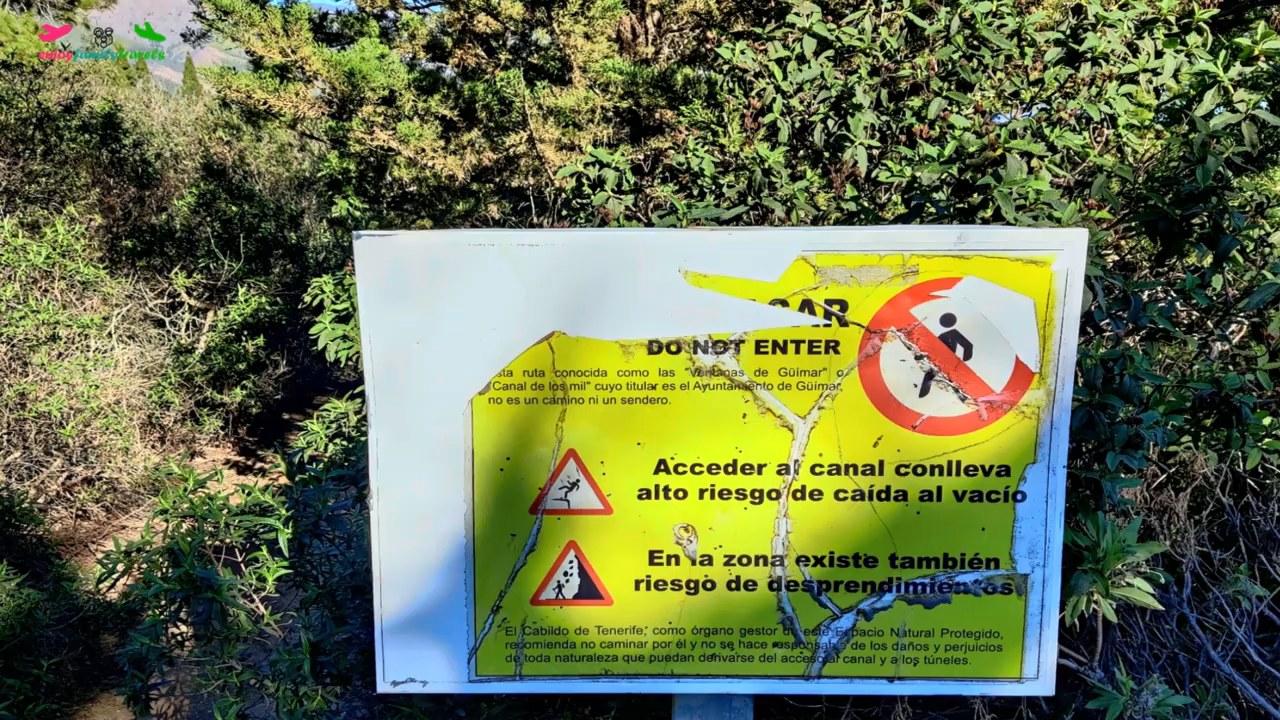 enjoyfamilytravels
DO NOT ENTER
sta ruta conocida como las "Ventanas de Güímar" o
"Canal de los mil" cuyo titular es el Ayuntamiento de Güímar,
no es un camino ni un sendero.
Acceder al canal conlleva
alto riesgo de caída al vacío
En la zona existe también
riesgo de desprendimientos
El Cabildo de Tenerife, como órgano gestor de este Espacio Natural Protegido,
recomienda no caminar por él y no se hace responsable de los daños y perjuicios
de toda naturaleza que puedan derivarse del acceso al canal y a los túneles.